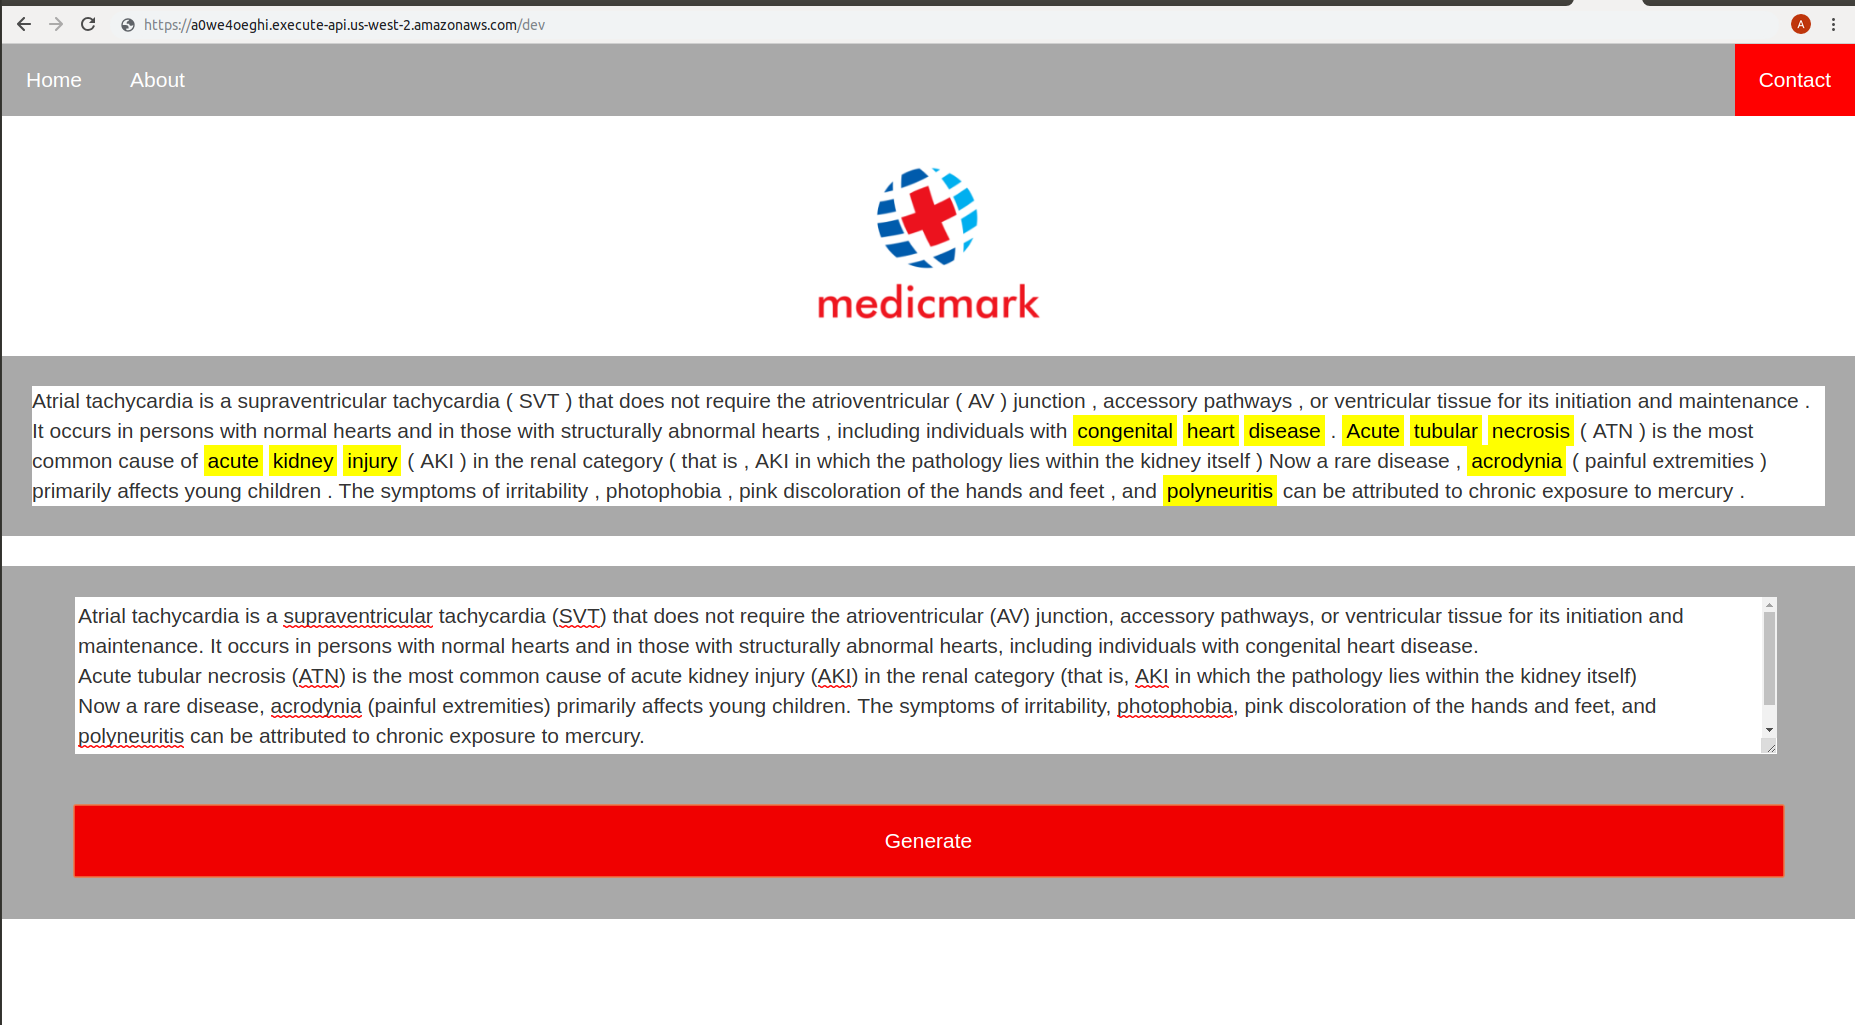 https://a0we4oeghi.execute-api.us-west-2.amazonaws.com/dev
A
Home About Contact
medicmark
Atrial tachycardia is a supraventricular tachycardia ( SVT ) that does not require the atrioventricular ( AV ) junction , accessory pathways , or ventricular tissue for its initiation and maintenance .
It occurs in persons with normal hearts and in those with structurally abnormal hearts , including individuals with congenital heart disease . Acute tubular necrosis ( ATN ) is the most
common cause of acute kidney injury ( AKI ) in the renal category ( that is , AKI in which the pathology lies within the kidney itself ) Now a rare disease , acrodynia ( painful extremities )
primarily affects young children . The symptoms of irritability , photophobia , pink discoloration of the hands and feet , and polyneuritis can be attributed to chronic exposure to mercury .
Atrial tachycardia is a supraventricular tachycardia (SVT) that does not require the atrioventricular (AV) junction, accessory pathways, or ventricular tissue for its initiation and
maintenance. It occurs in persons with normal hearts and in those with structurally abnormal hearts, including individuals with congenital heart disease.
Acute tubular necrosis (ATN) is the most common cause of acute kidney injury (AKI) in the renal category (that is, AKI in which the pathology lies within the kidney itself)
Now a rare disease, acrodynia (painful extremities) primarily affects young children. The symptoms of irritability, photophobia, pink discoloration of the hands and feet, and
polyneuritis can be attributed to chronic exposure to mercury.
Generate